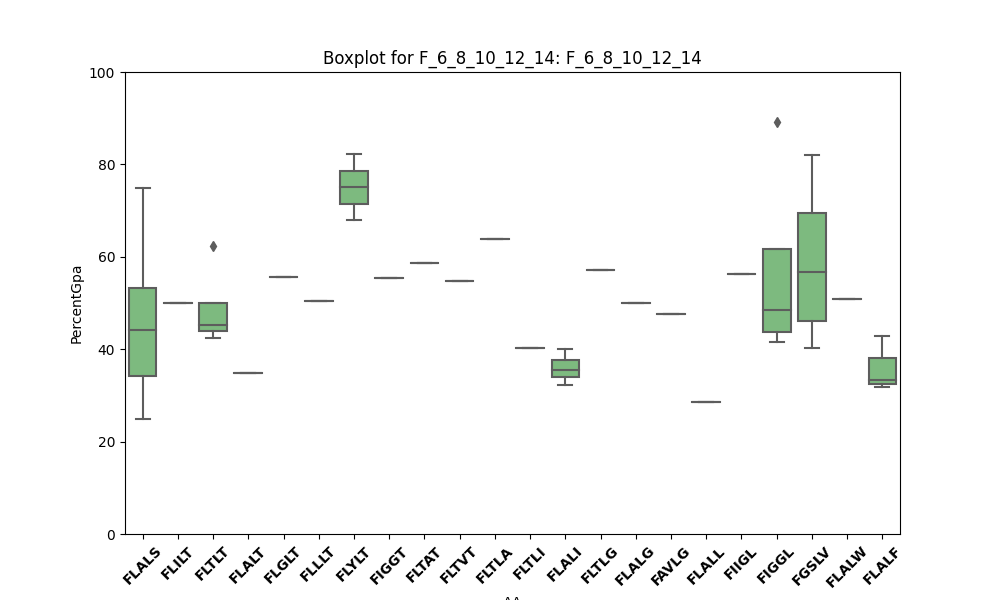 Boxplot for F_6_8_10_12_14: F_6_8_10_12_14
PercentGpa
100
80
60
40
20
0
FLALS
FLILT
FLTLT
FLALT
FLGLT
FLLLT
FLYLT
FIGGT
FLTAT
FLTVT
FLTLA
FLTLI
FLALI
FLTLG
FLALG
FAVLG
FLALL
FIIGL
FIGGL
FGSLV
FLALW
FLALF